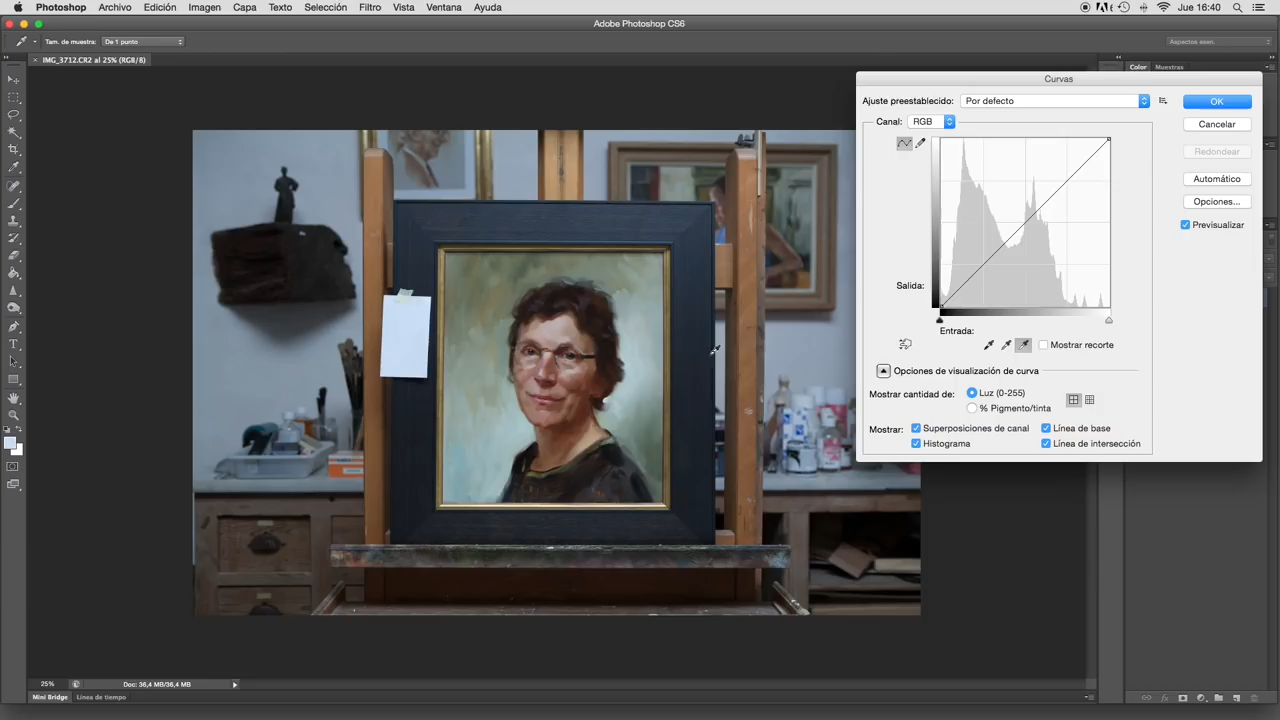 Photoshop Archivo Edición Imagen Capa Texto Selección Filtro Vista Ventana Ayuda Jue 16:40
Adobe Photoshop CS6
Tam. de muestra: De 1 punto Aspectos esen.
× IMG_3712.CR2 al 25% (RGB/8) Color Muestras
Curvas
Ajuste preestablecido: Por defecto OK
Canal: RGB Cancelar
Redondear
Automático
Opciones...
Previsualizar
Salida:
Entrada:
Mostrar recorte
Opciones de visualización de curva
Mostrar cantidad de: Luz (0-255)
% Pigmento/tinta
Mostrar: Superposiciones de canal Línea de base
Histograma Línea de intersección
25% Doc: 36,4 MB/36,4 MB
Mini Bridge Línea de tiempo